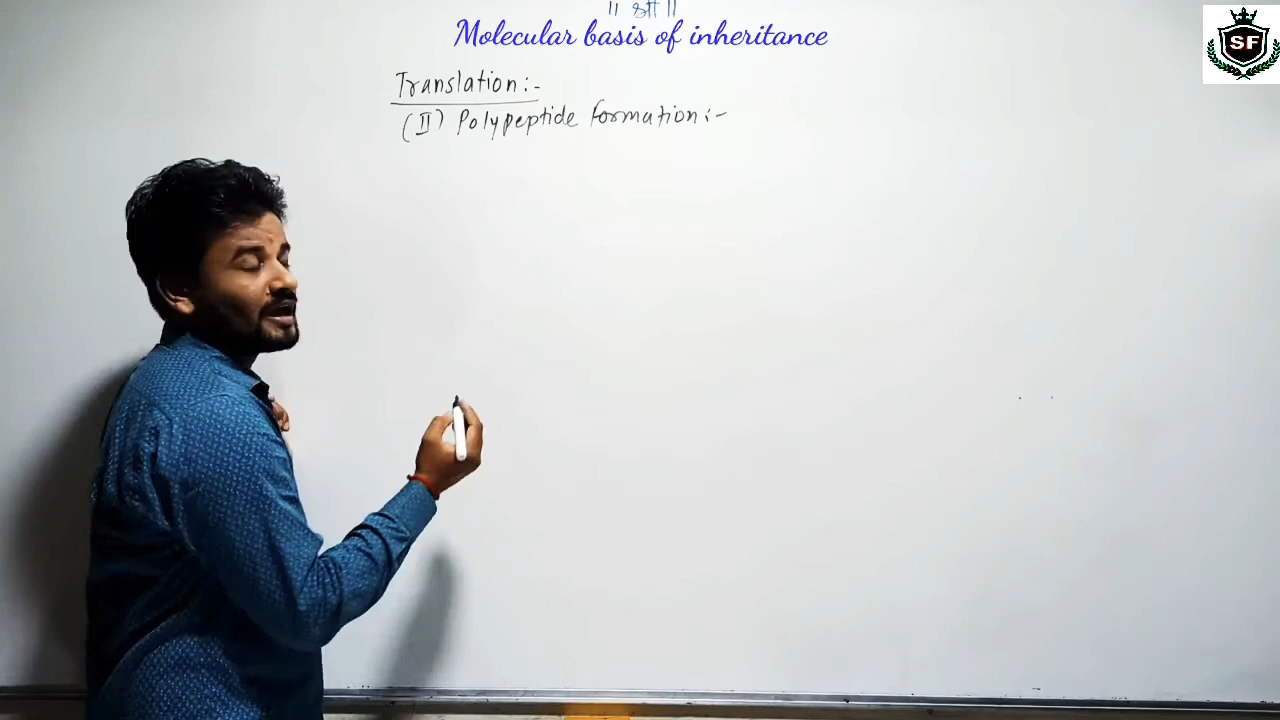 ॥ श्री ॥
Molecular basis of inheritance
SF
Translation:-
(II) Polypeptide formation:-